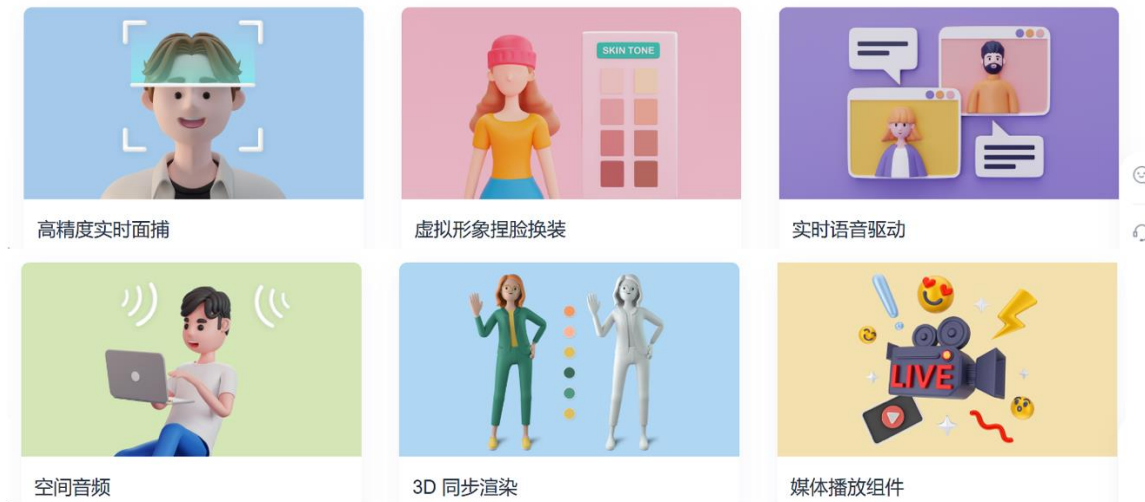 SKIN TONE
高精度实时面捕
虚拟形象捏脸换装
实时语音驱动
LIVE
空间音频
3D 同步渲染
媒体播放组件